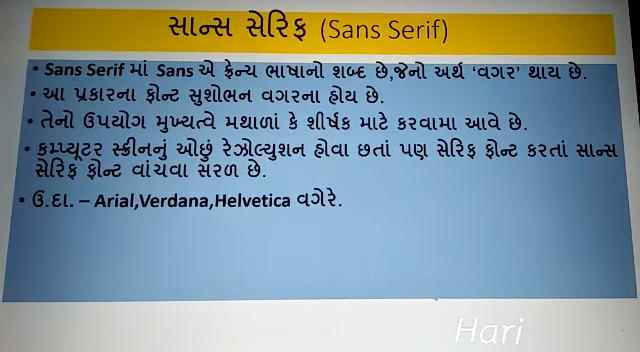 સાન્સ સેરિફ (Sans Serif)
• Sans Serif માં Sans એ ફ્રેન્ચ ભાષાનો શબ્દ છે,જેનો અર્થ ‘વગર’ થાય છે.
• આ પ્રકારના ફોન્ટ સુશોભન વગરના હોય છે.
• તેનો ઉપયોગ મુખ્યત્વે મથાળાં કે શીર્ષક માટે કરવામા આવે છે.
• કમ્પ્યૂટર સ્ક્રીનનું ઓછું રેઝોલ્યુશન હોવા છતાં પણ સેરિફ ફોન્ટ કરતાં સાન્સ
સેરિફ ફોન્ટ વાંચવા સરળ છે.
• ઉ.દા. – Arial,Verdana,Helvetica વગેરે.
Hari